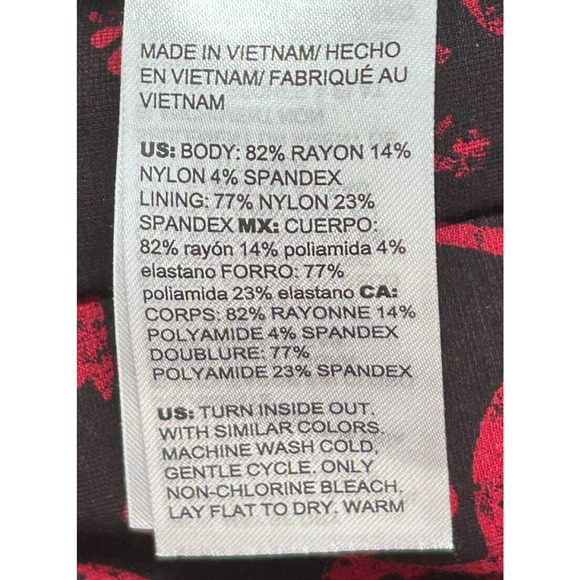 MADE IN VIETNAM/ HECHO
EN VIETNAM/ FABRIQUÉ AU
VIETNAM
US: BODY: 82% RAYON 14%
NYLON 4% SPANDEX
LINING: 77% NYLON 23%
SPANDEX MX: CUERPO:
82% rayón 14% poliamida 4%
elastano FORRO: 77%
poliamida 23% elastano CA:
CORPS: 82% RAYONNE 14%
POLYAMIDE 4% SPANDEX
DOUBLURE: 77%
POLYAMIDE 23% SPANDEX
US: TURN INSIDE OUT.
WITH SIMILAR COLORS.
MACHINE WASH COLD,
GENTLE CYCLE. ONLY
NON-CHLORINE BLEACH.
LAY FLAT TO DRY. WARM